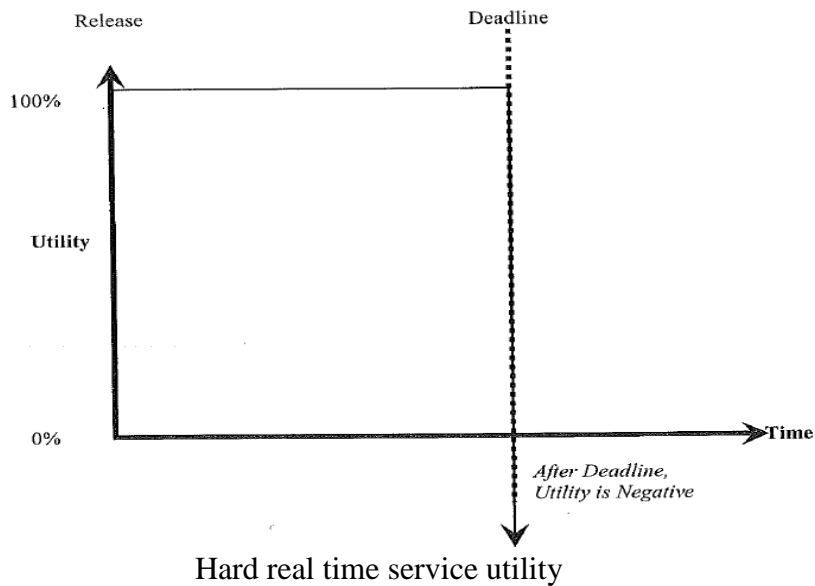 Release
Deadline
100%
Utility
0%
Time
After Deadline,
Utility is Negative
Hard real time service utility